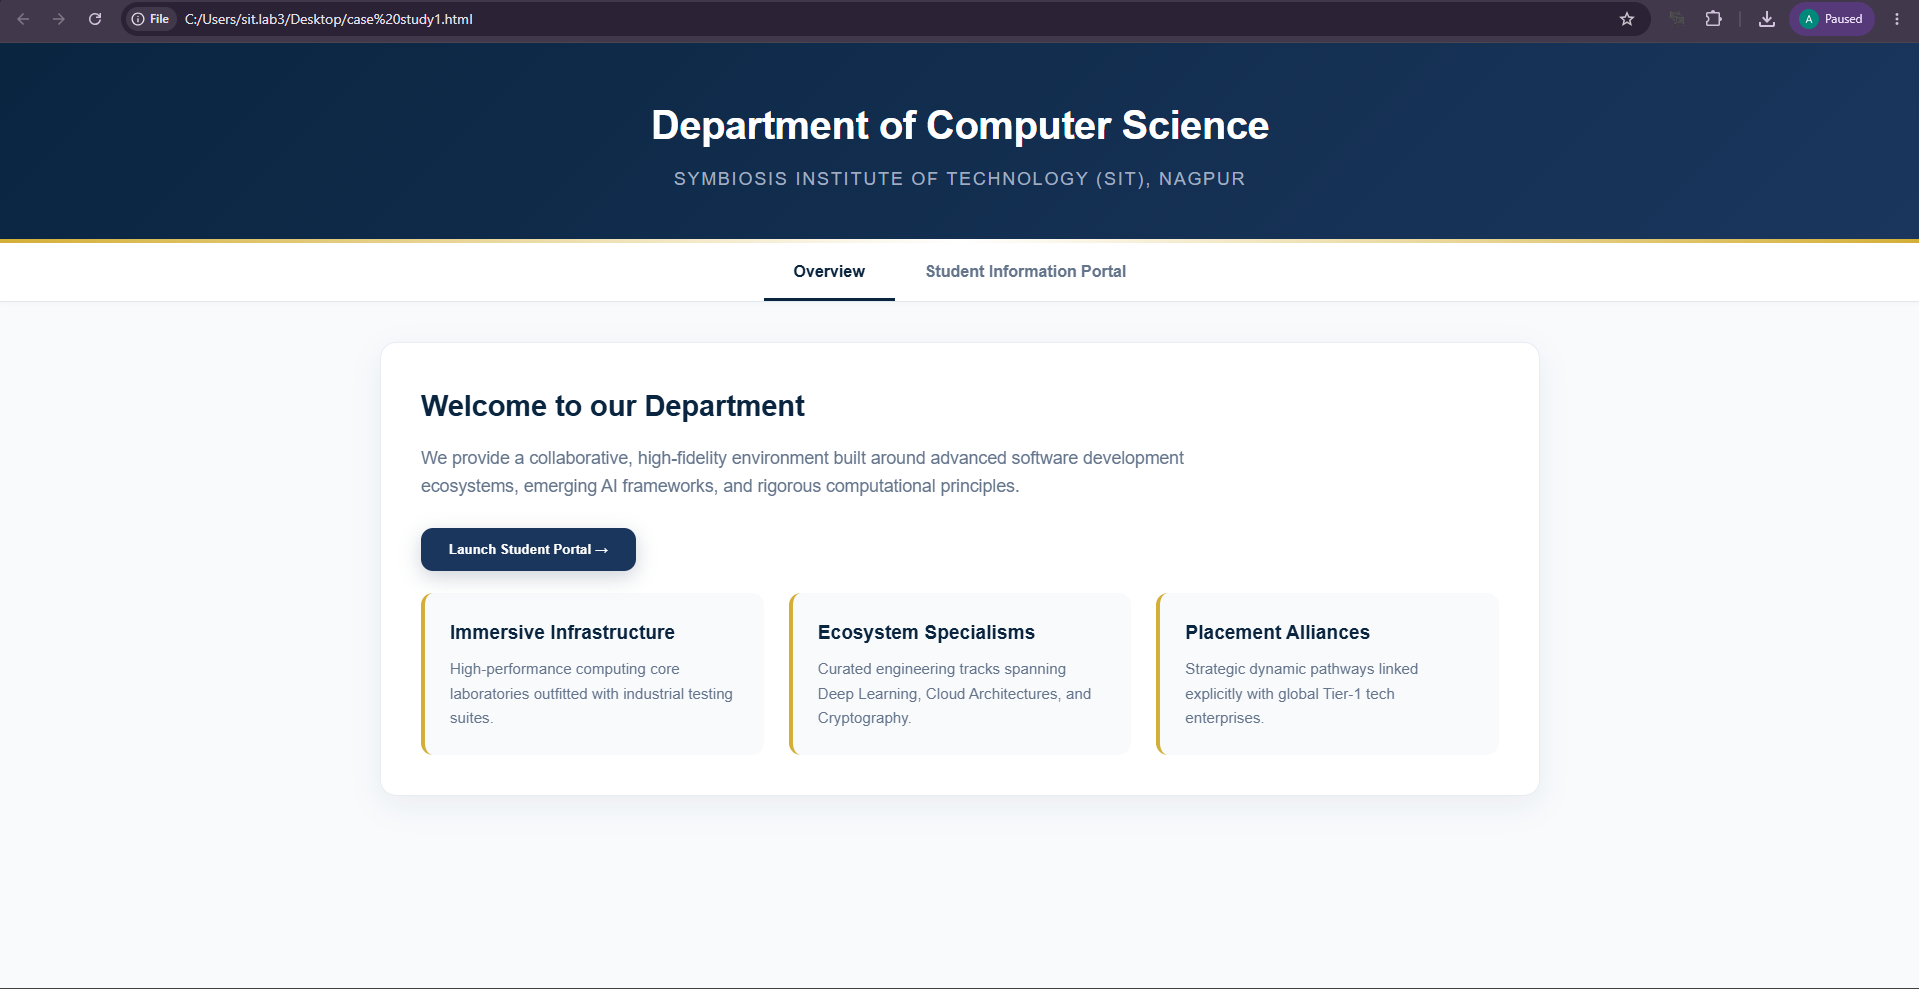 File
C:/Users/sit.lab3/Desktop/case%20study1.html
A
Paused
Department of Computer Science
SYMBIOSIS INSTITUTE OF TECHNOLOGY (SIT), NAGPUR
Overview
Student Information Portal
Welcome to our Department
We provide a collaborative, high-fidelity environment built around advanced software development
ecosystems, emerging AI frameworks, and rigorous computational principles.
Launch Student Portal →
Immersive Infrastructure
High-performance computing core
laboratories outfitted with industrial testing
suites.
Ecosystem Specialisms
Curated engineering tracks spanning
Deep Learning, Cloud Architectures, and
Cryptography.
Placement Alliances
Strategic dynamic pathways linked
explicitly with global Tier-1 tech
enterprises.